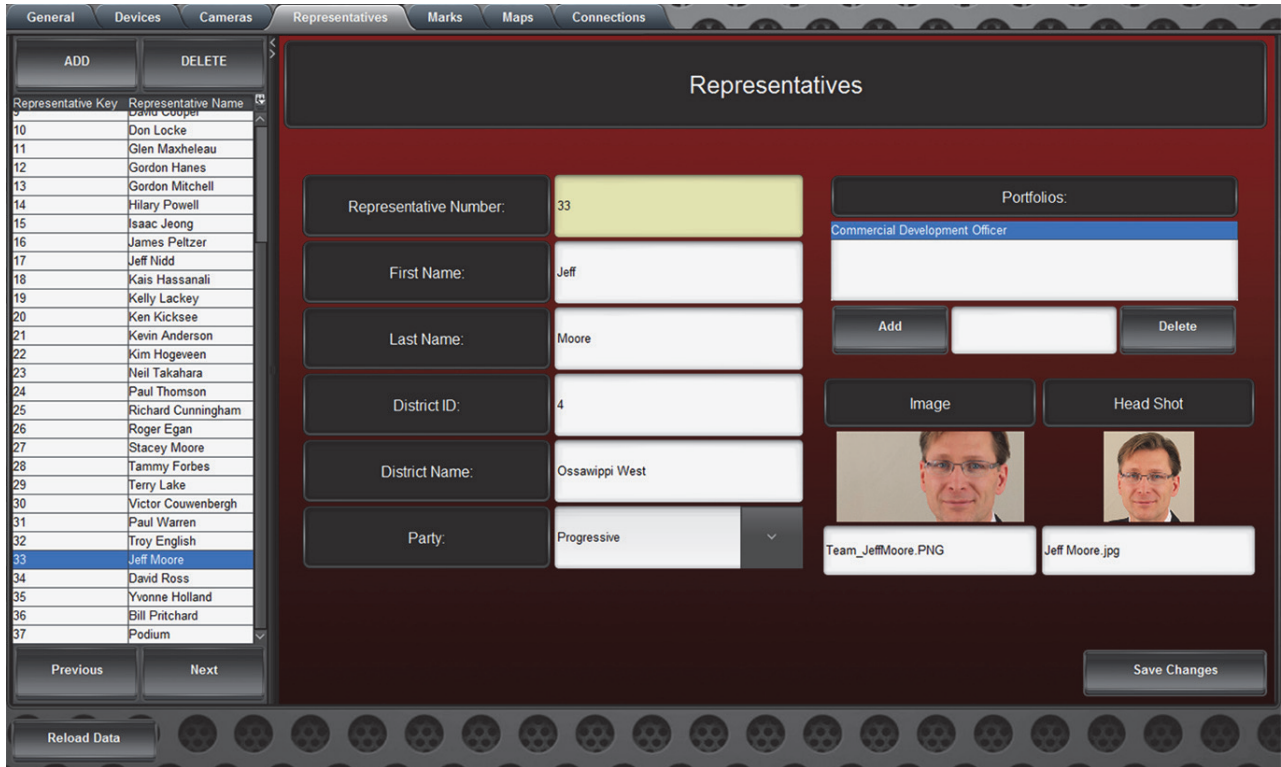 General Devices Cameras Representatives Marks Maps Connections
ADD DELETE
Representative Key Representative Name
9 David Cooper
10 Don Locke
11 Glen Maxheleau
12 Gordon Hanes
13 Gordon Mitchell
14 Hilary Powell
15 Isaac Jeong
16 James Peltzer
17 Jeff Nidd
18 Kais Hassanali
19 Kelly Lackey
20 Ken Kicksee
21 Kevin Anderson
22 Kim Hogeveen
23 Neil Takahara
24 Paul Thomson
25 Richard Cunningham
26 Roger Egan
27 Stacey Moore
28 Tammy Forbes
29 Terry Lake
30 Victor Couwenbergh
31 Paul Warren
32 Troy English
33 Jeff Moore
34 David Ross
35 Yvonne Holland
36 Bill Pritchard
37 Podium
Previous Next
Reload Data
Representatives
Representative Number: 33
First Name: Jeff
Last Name: Moore
District ID: 4
District Name: Ossawippi West
Party: Progressive
Portfolios:
Commercial Development Officer
Add Delete
Image Head Shot
Team_JeffMoore.PNG Jeff Moore.jpg
Save Changes